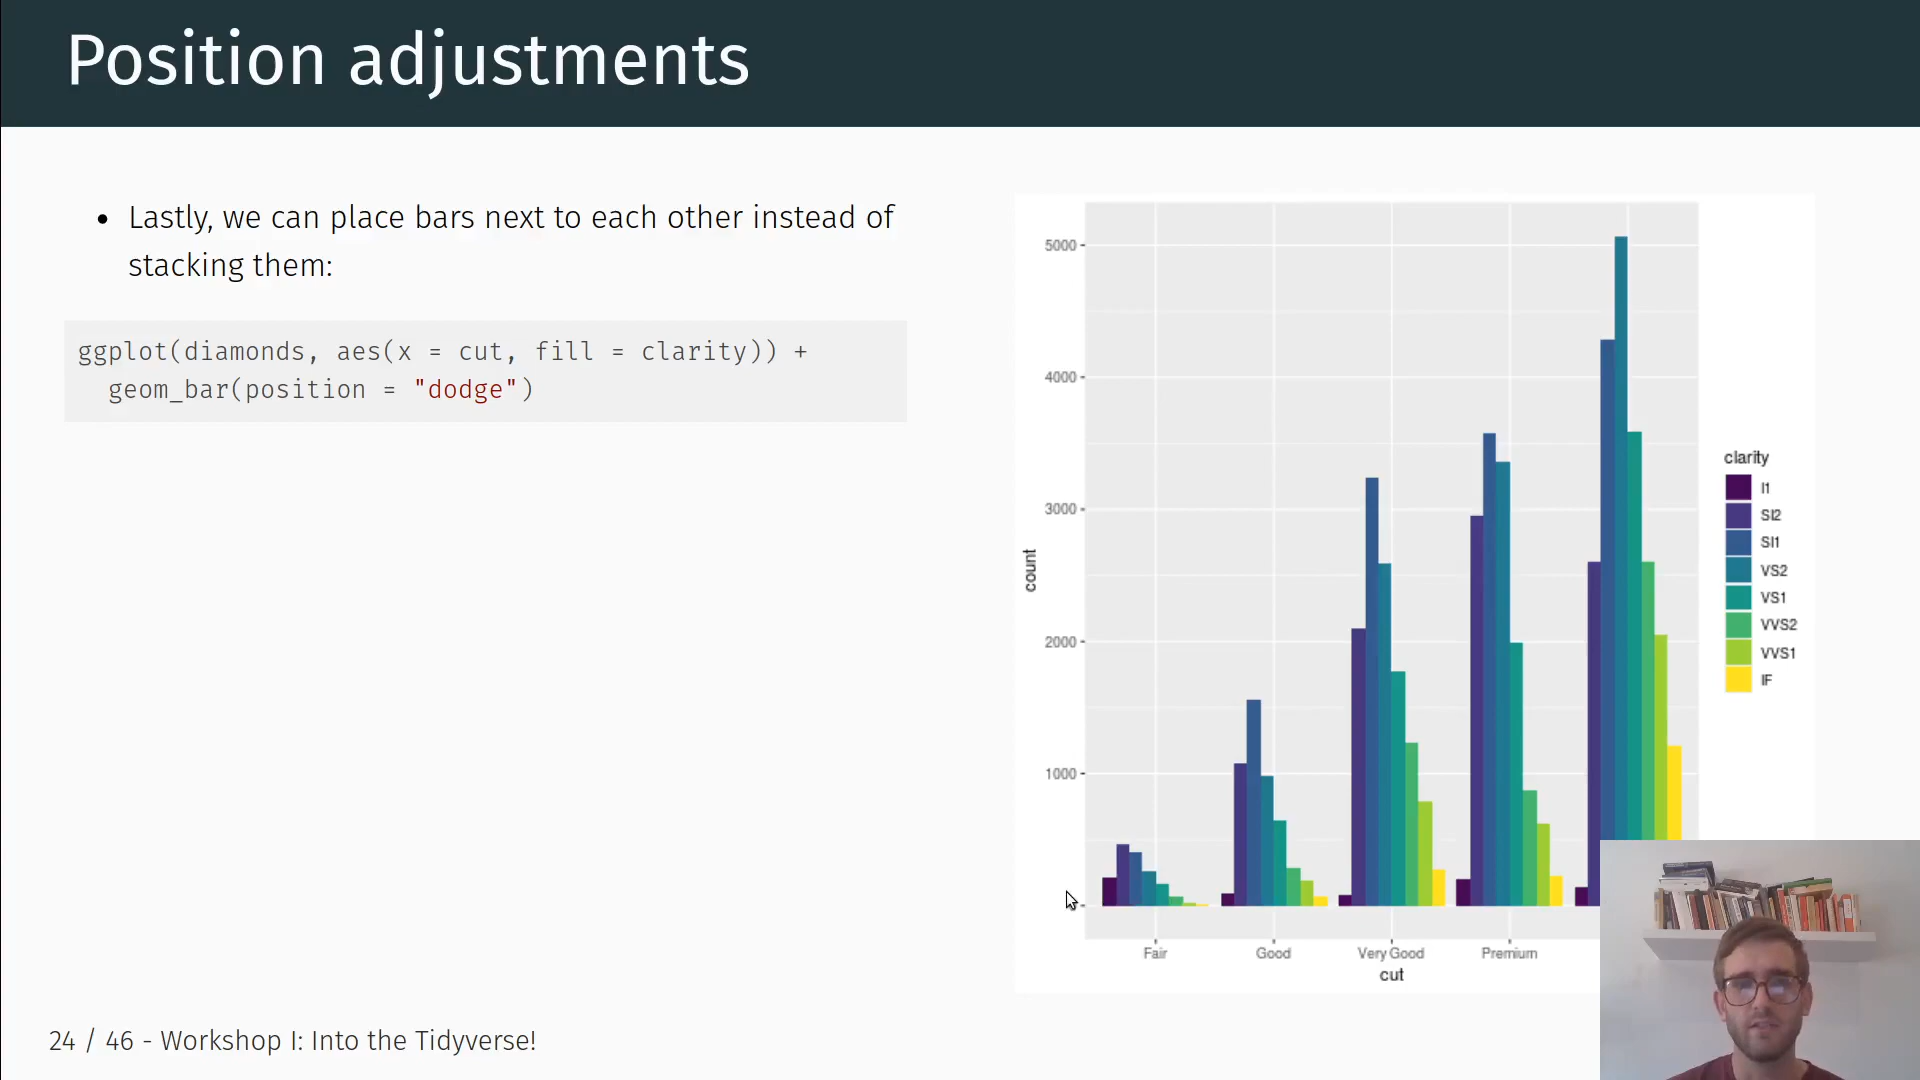 Position adjustments
• Lastly, we can place bars next to each other instead of
stacking them:
ggplot(diamonds, aes(x = cut, fill = clarity)) +
geom_bar(position = "dodge")
5000
4000
3000
2000
1000
count
Fair
Good
Very Good
Premium
cut
clarity
I1
SI2
SI1
VS2
VS1
VVS2
VVS1
IF
24 / 46 - Workshop I: Into the Tidyverse!